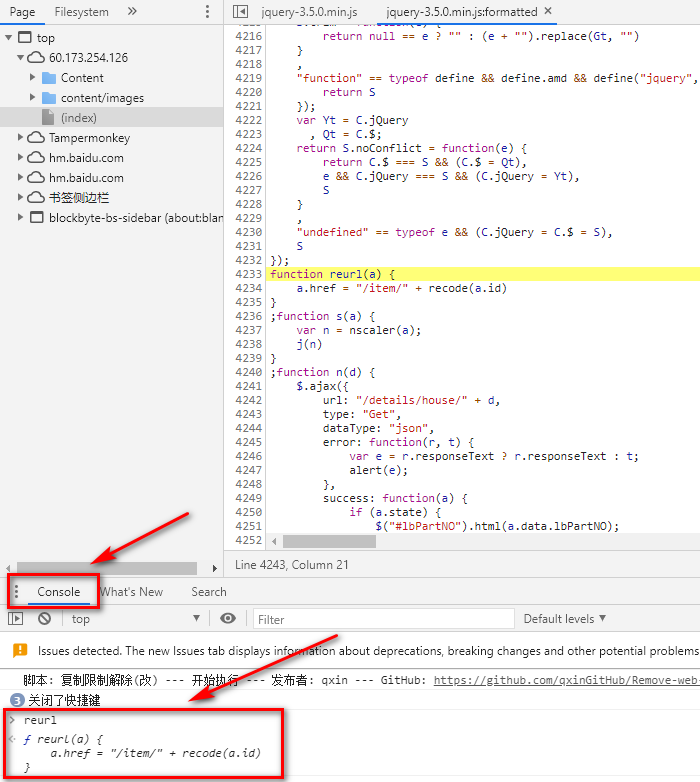 Page
Filesystem
jquery-3.5.0.min.js
jquery-3.5.0.min.js:formatted
top
60.173.254.126
Content
content/images
(index)
Tampermonkey
hm.baidu.com
hm.baidu.com
书签侧边栏
blockbyte-bs-sidebar (about:blan
4216 return null == e ? "" : (e + "").replace(Gt, "")
4217 }
4218 ,
4219 "function" == typeof define && define.amd && define("jquery",
4220 return S
4221 });
4222 var Yt = C.jQuery
4223 , Qt = C.$;
4224 return S.noConflict = function(e) {
4225 return C.$ === S && (C.$ = Qt),
4226 e && C.jQuery === S && (C.jQuery = Yt),
4227 S
4228 }
4229 ,
4230 "undefined" == typeof e && (C.jQuery = C.$ = S),
4231 S
4232 });
4233 function reurl(a) {
4234 a.href = "/item/" + recode(a.id)
4235 }
4236 ;function s(a) {
4237 var n = nscaler(a);
4238 j(n)
4239 }
4240 ;function n(d) {
4241 $.ajax({
4242 url: "/details/house/" + d,
4243 type: "Get",
4244 dataType: "json",
4245 error: function(r, t) {
4246 var e = r.responseText ? r.responseText : t;
4247 alert(e);
4248 },
4249 success: function(a) {
4250 if (a.state) {
4251 $("#lbPartNO").html(a.data.lbPartNO);
4252
Line 4243, Column 21
Console
What's New
Search
top
Filter
Default levels
Issues detected. The new Issues tab displays information about deprecations, breaking changes and other potential problems
脚本: 复制限制解除(改) --- 开始执行 --- 发布者: qxin --- GitHub: https://github.com/qxinGitHub/Remove-web-
3 关闭了快捷键
reurl
ƒ reurl(a) {
a.href = "/item/" + recode(a.id)
}